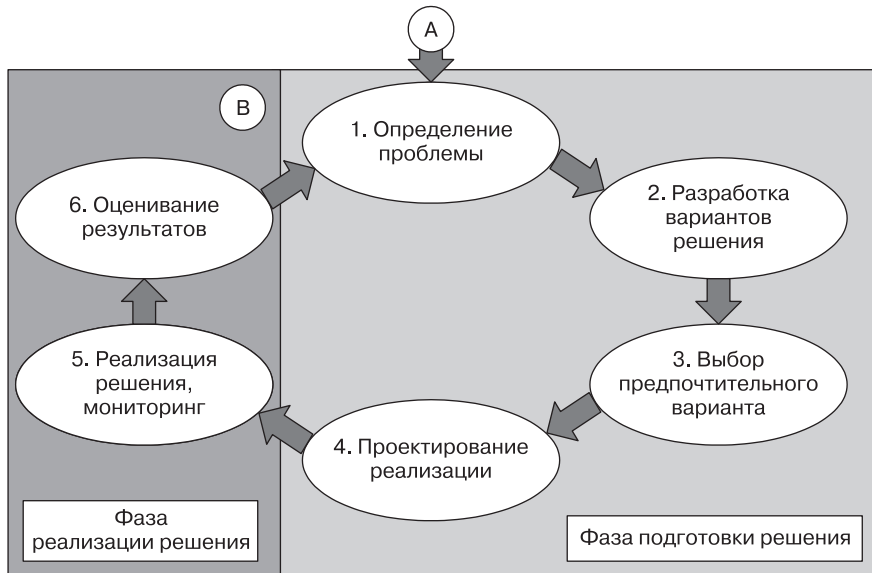 A
B
1. Определение
проблемы
2. Разработка
вариантов
решения
3. Выбор
предпочтительного
варианта
4. Проектирование
реализации
5. Реализация
решения,
мониторинг
6. Оценивание
результатов
Фаза
реализации решения
Фаза подготовки решения